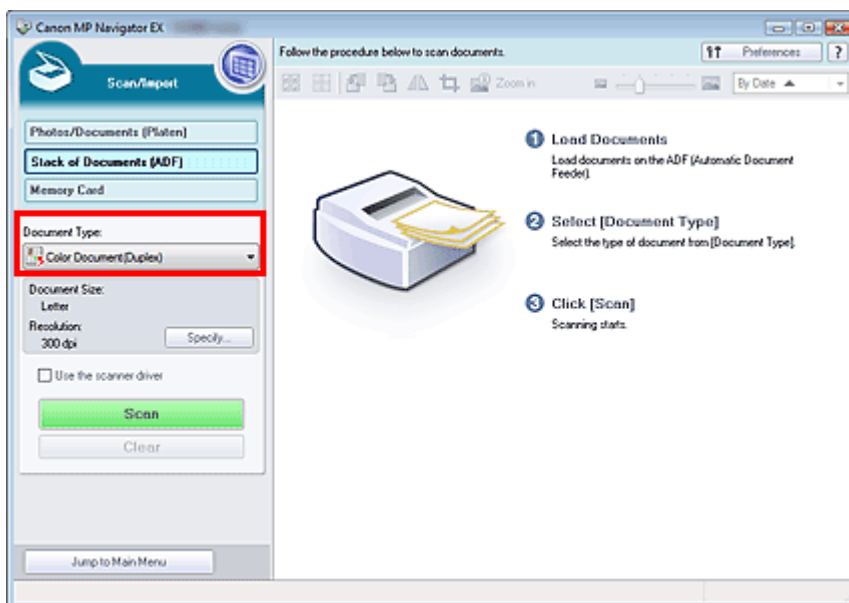 Canon MP Navigator EX
Scan/Import
Follow the procedure below to scan documents.
Preferences
?
Zoom in
By Date
Photos/Documents (Platen)
Stack of Documents (ADF)
Memory Card
Document Type:
Color Document(Duplex)
Document Size:
Letter
Resolution:
300 dpi
Specify...
Use the scanner driver
Scan
Clear
Jump to Main Menu
1 Load Documents
Load documents on the ADF (Automatic Document
Feeder).
2 Select [Document Type]
Select the type of document from [Document Type].
3 Click [Scan]
Scanning starts.